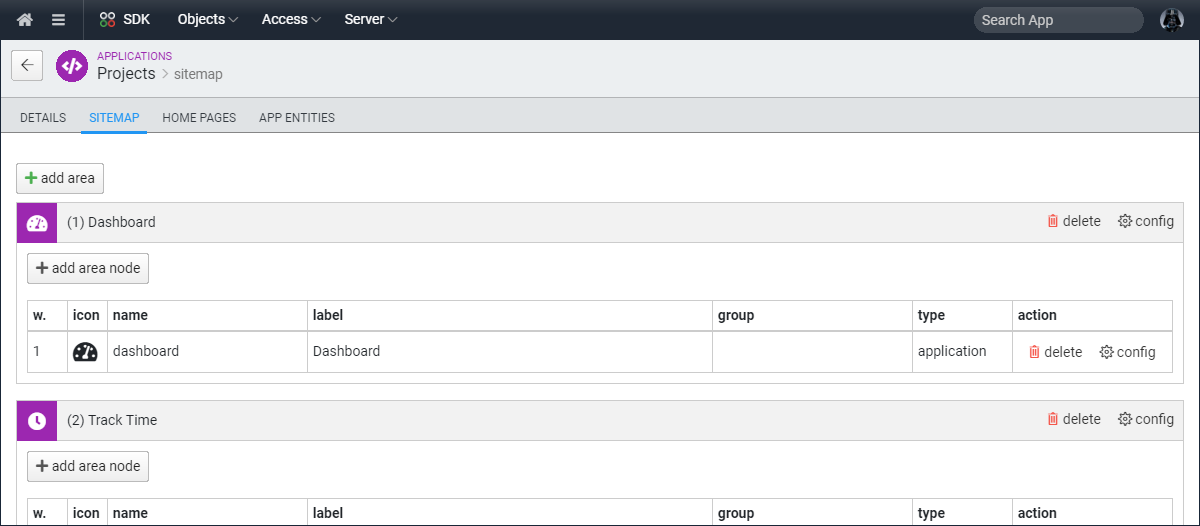 SDK Objects Access Server Search App
APPLICATIONS
Projects sitemap
DETAILS SITEMAP HOME PAGES APP ENTITIES
add area
(1) Dashboard delete config
add area node
w. icon name label group type action
1 dashboard Dashboard application delete config
(2) Track Time delete config
add area node
w. icon name label group type action